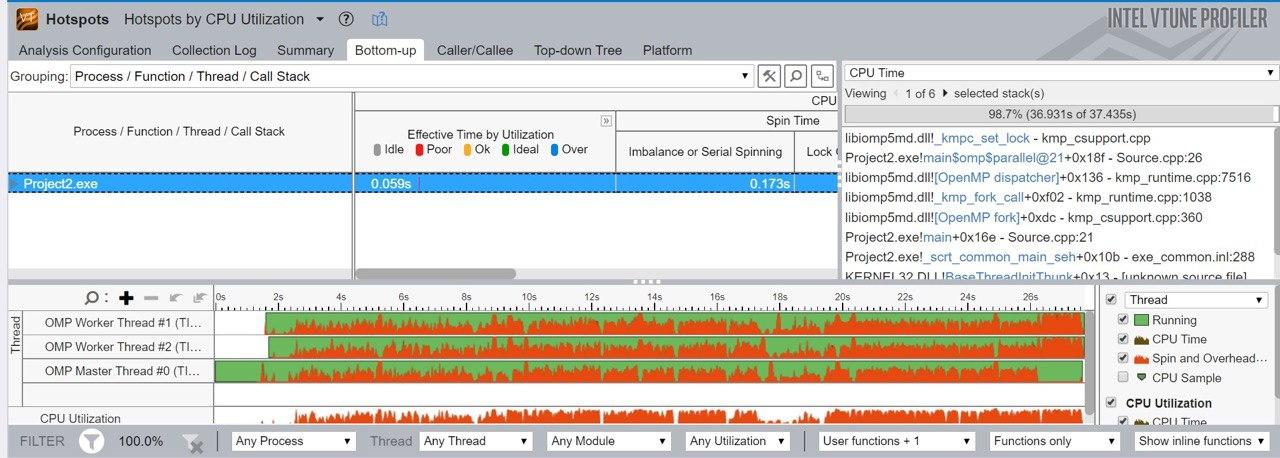 Hotspots Hotspots by CPU Utilization INTEL VTUNE PROFILER
Analysis Configuration Collection Log Summary Bottom-up Caller/Callee Top-down Tree Platform
Grouping: Process / Function / Thread / Call Stack
CPU
Process / Function / Thread / Call Stack
Effective Time by Utilization
Idle Poor Ok Ideal Over
Spin Time
Imbalance or Serial Spinning Lock
Project2.exe 0.059s 0.173s
CPU Time
Viewing 1 of 6 selected stack(s)
98.7% (36.931s of 37.435s)
libiomp5md.dll!_kmpc_set_lock - kmp_csupport.cpp
Project2.exe!main$omp$parallel@21+0x18f - Source.cpp:26
libiomp5md.dll![OpenMP dispatcher]+0x136 - kmp_runtime.cpp:7516
libiomp5md.dll!_kmp_fork_call+0xf02 - kmp_runtime.cpp:1038
libiomp5md.dll![OpenMP fork]+0xdc - kmp_csupport.cpp:360
Project2.exe!main+0x16e - Source.cpp:21
Project2.exe!_scrt_common_main_seh+0x10b - exe_common.inl:288
KERNEL32.DLL!BaseThreadInitThunk+0x13 - [unknown source file]
0s 2s 4s 6s 8s 10s 12s 14s 16s 18s 20s 22s 24s 26s
Thread
OMP Worker Thread #1 (TI...
OMP Worker Thread #2 (TI...
OMP Master Thread #0 (TI...
CPU Utilization
Thread
Running
CPU Time
Spin and Overhead...
CPU Sample
CPU Utilization
CPU Time
FILTER 100.0% Any Process Thread Any Thread Any Module Any Utilization User functions + 1 Functions only Show inline functions